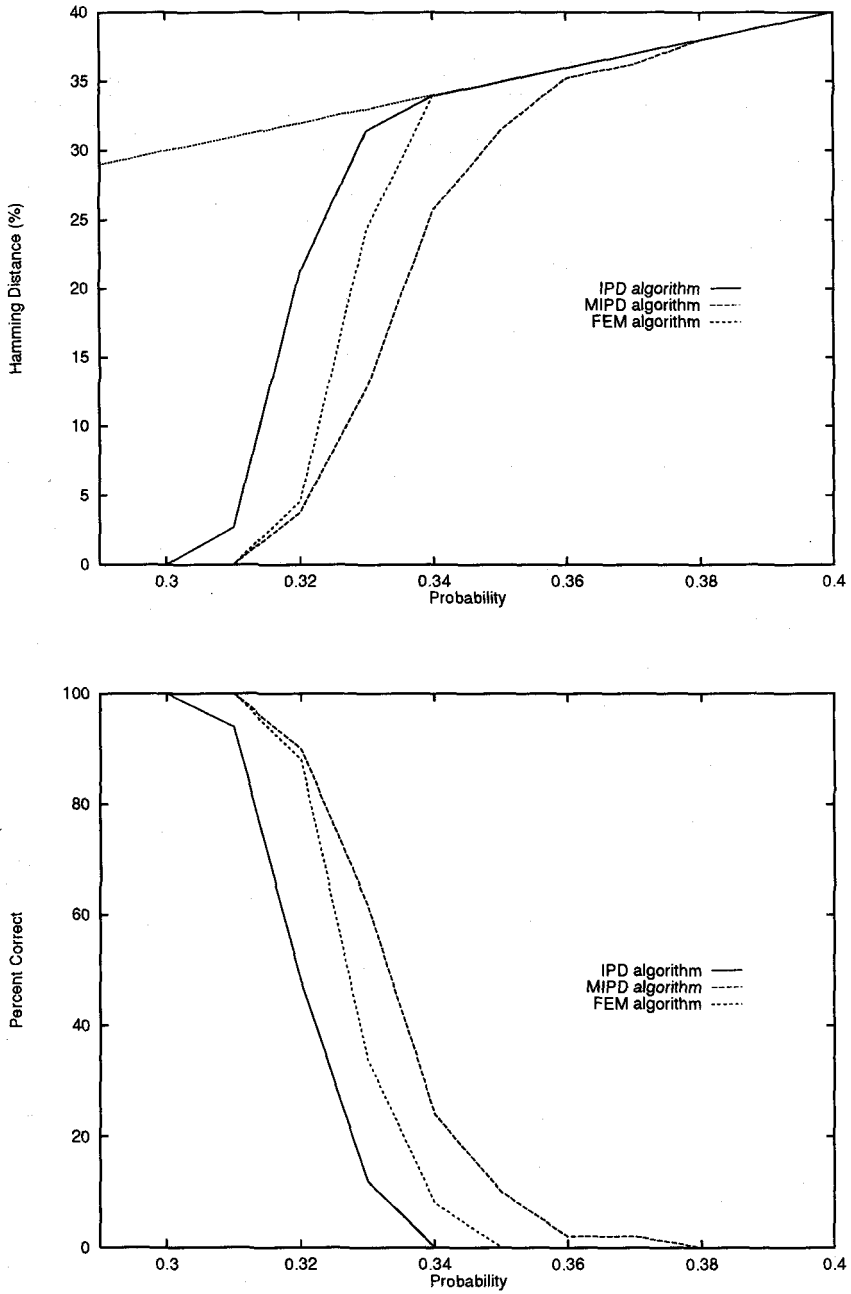 40
35
30
25
20
15
10
5
0
Hamming Distance (%)
IPD algorithm
MIPD algorithm
FEM algorithm
0.3 0.32 0.34 0.36 0.38 0.4
Probability
100
80
60
40
20
0
Percent Correct
IPD algorithm
MIPD algorithm
FEM algorithm
0.3 0.32 0.34 0.36 0.38 0.4
Probability